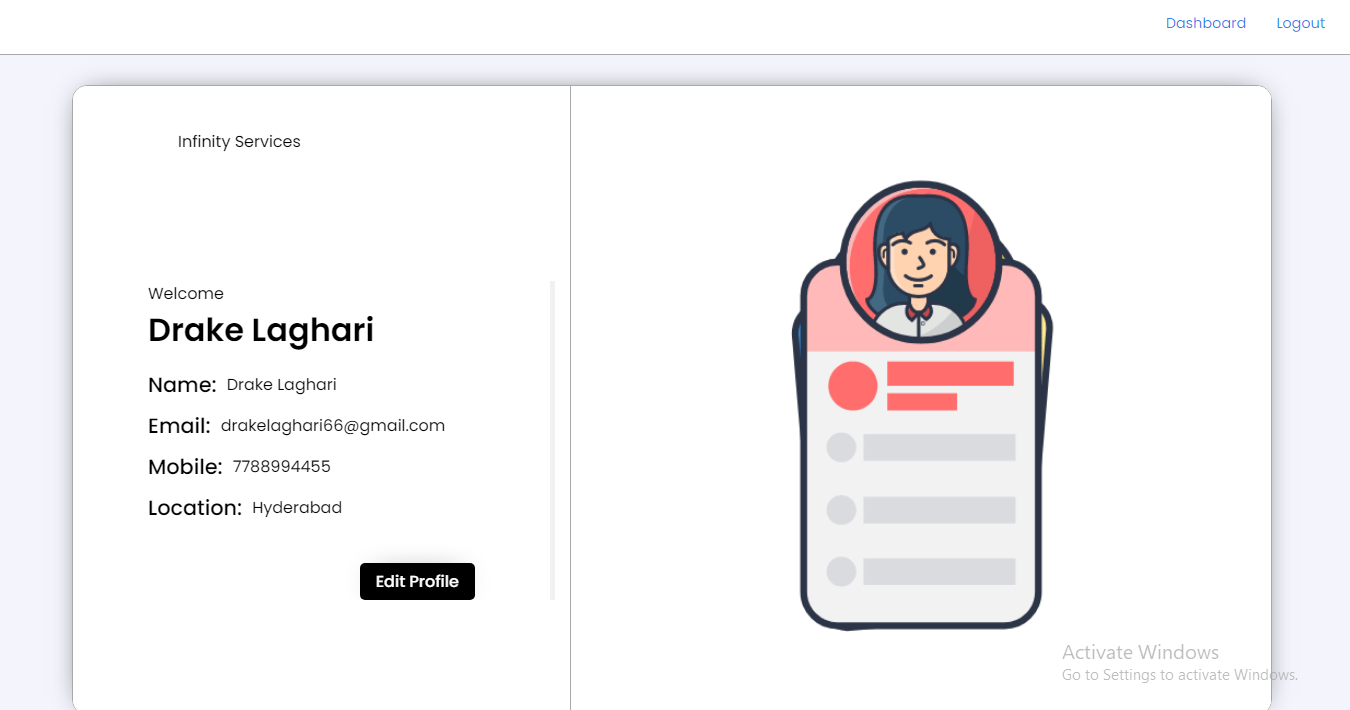 Dashboard Logout
Infinity Services
Welcome
Drake Laghari
Name: Drake Laghari
Email: drakelaghari66@gmail.com
Mobile: 7788994455
Location: Hyderabad
Edit Profile
Activate Windows
Go to Settings to activate Windows.